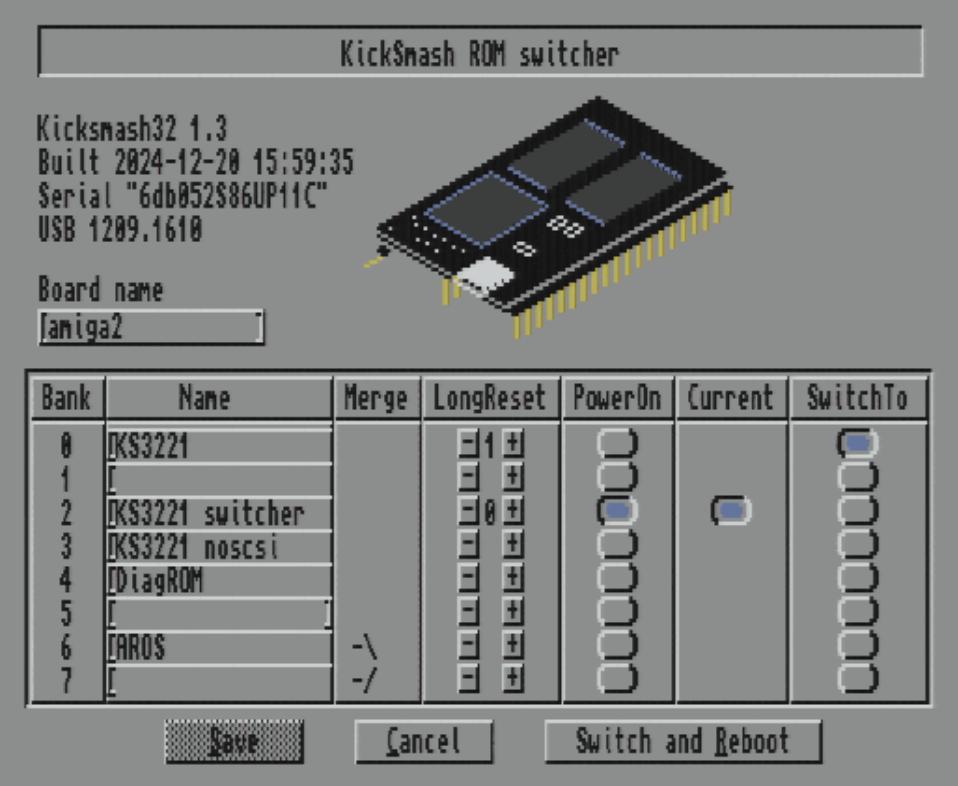 KickSmash ROM switcher
Kicksmash32 1.3
Built 2024-12-20 15:59:35
Serial "6db052S86UP11C"
USB 1209.1610
Board name
amiga2
Bank Name Merge LongReset PowerOn Current SwitchTo
0 KS3221 - 1 +
1 - +
2 KS3221 switcher - 0 +
3 KS3221 noscsi - +
4 DiagROM - +
5 - +
6 AROS -\ - +
7 -/ - +
Save Cancel Switch and Reboot